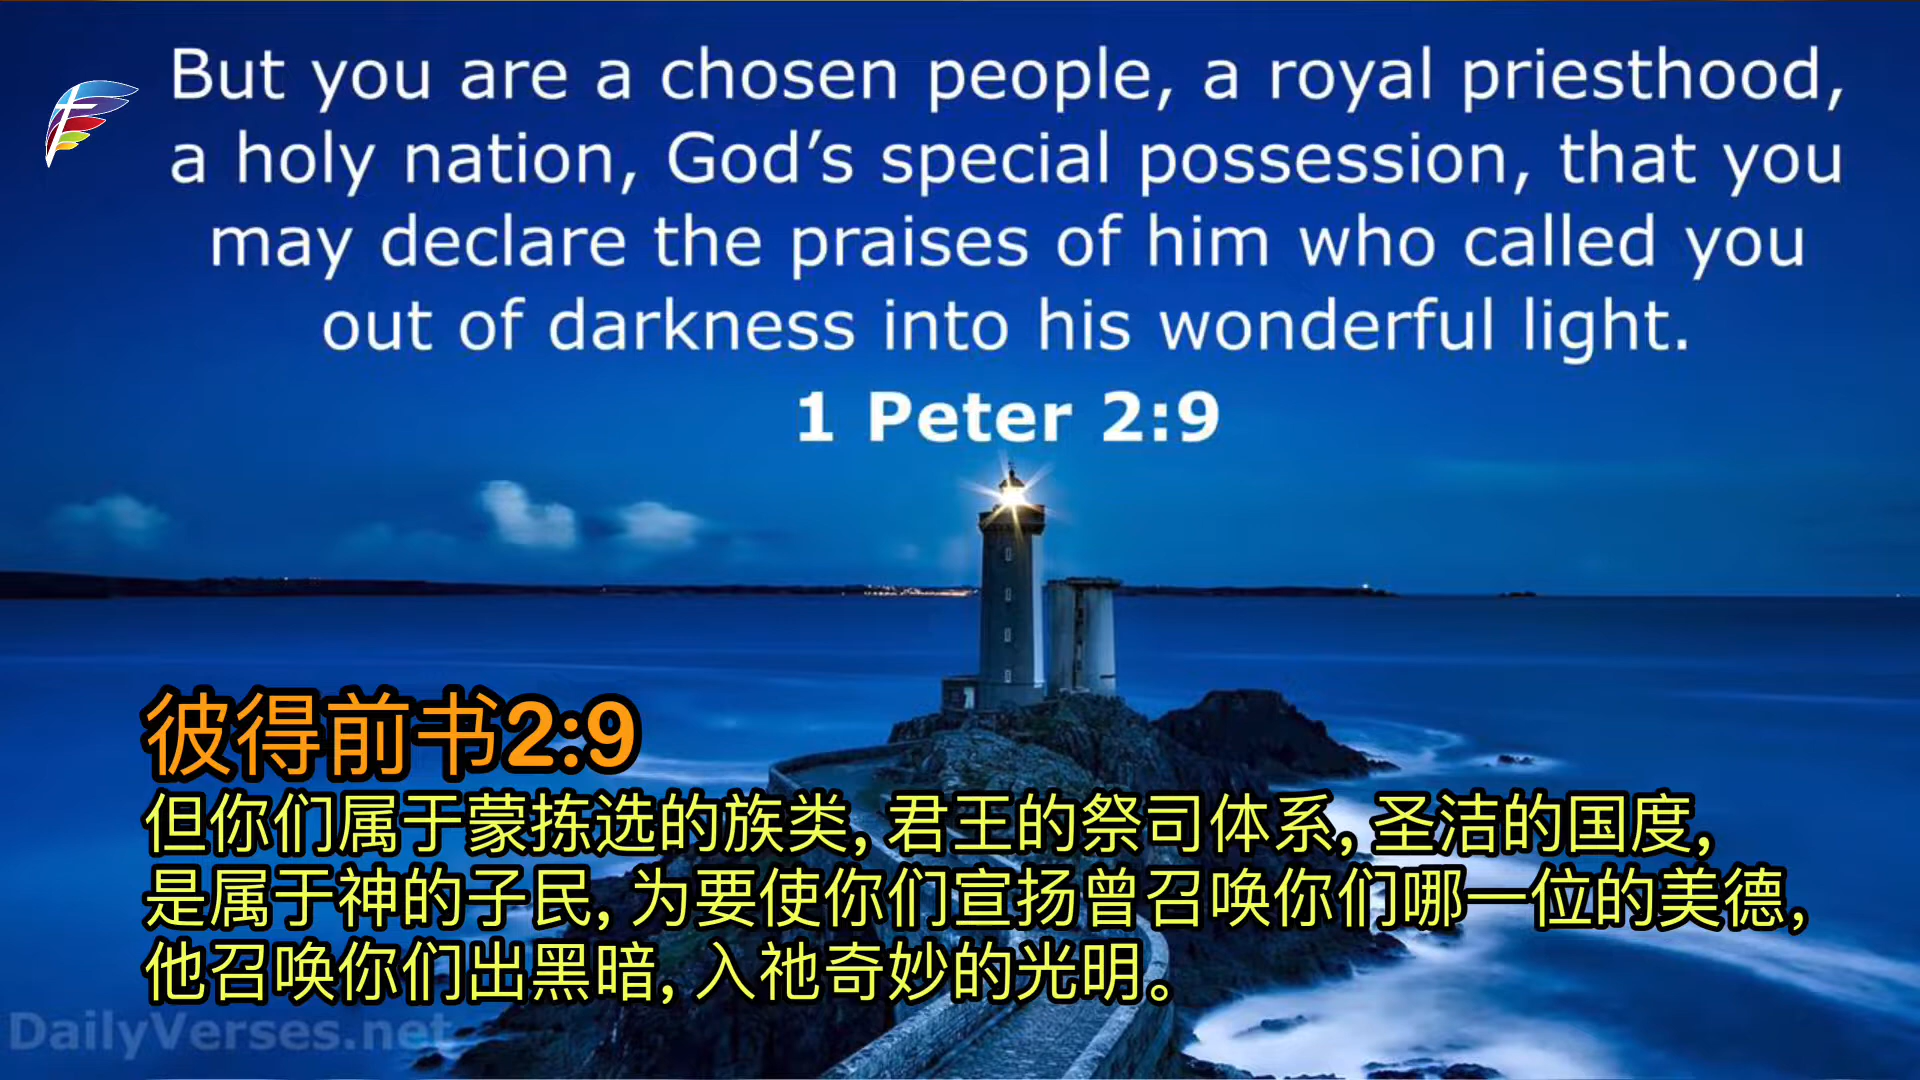 But you are a chosen people, a royal priesthood,
a holy nation, God’s special possession, that you
may declare the praises of him who called you
out of darkness into his wonderful light.
1 Peter 2:9
彼得前书2:9
但你们属于蒙拣选的族类, 君王的祭司体系, 圣洁的国度,
是属于神的子民, 为要使你们宣扬曾召唤你们哪一位的美德,
他召唤你们出黑暗, 入祂奇妙的光明。
DailyVerses.net